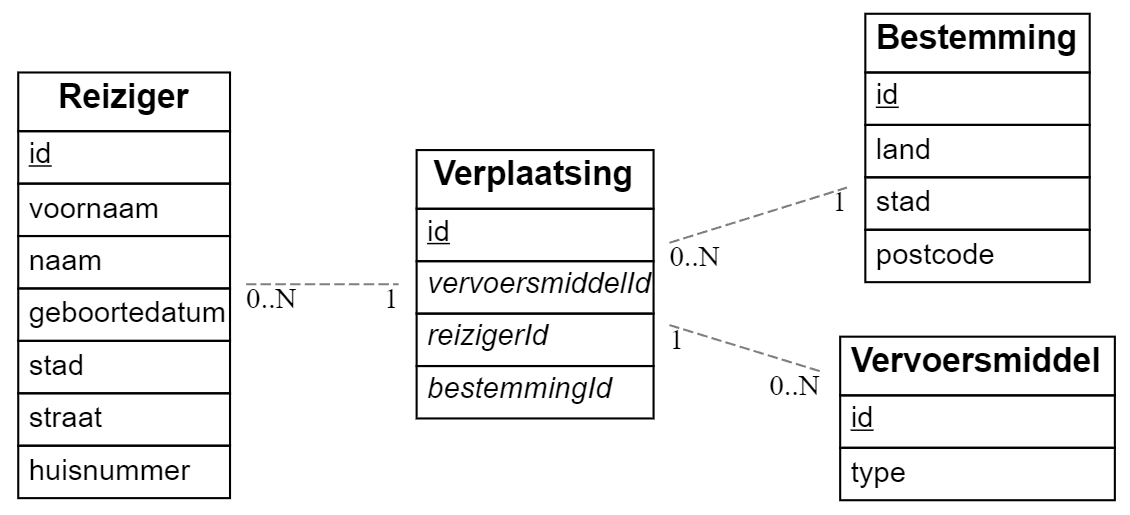 Reiziger
id
voornaam
naam
geboortedatum
stad
straat
huisnummer
0..N
1
Verplaatsing
id
vervoersmiddelId
reizigerId
bestemmingId
0..N
1
1
0..N
Bestemming
id
land
stad
postcode
Vervoersmiddel
id
type